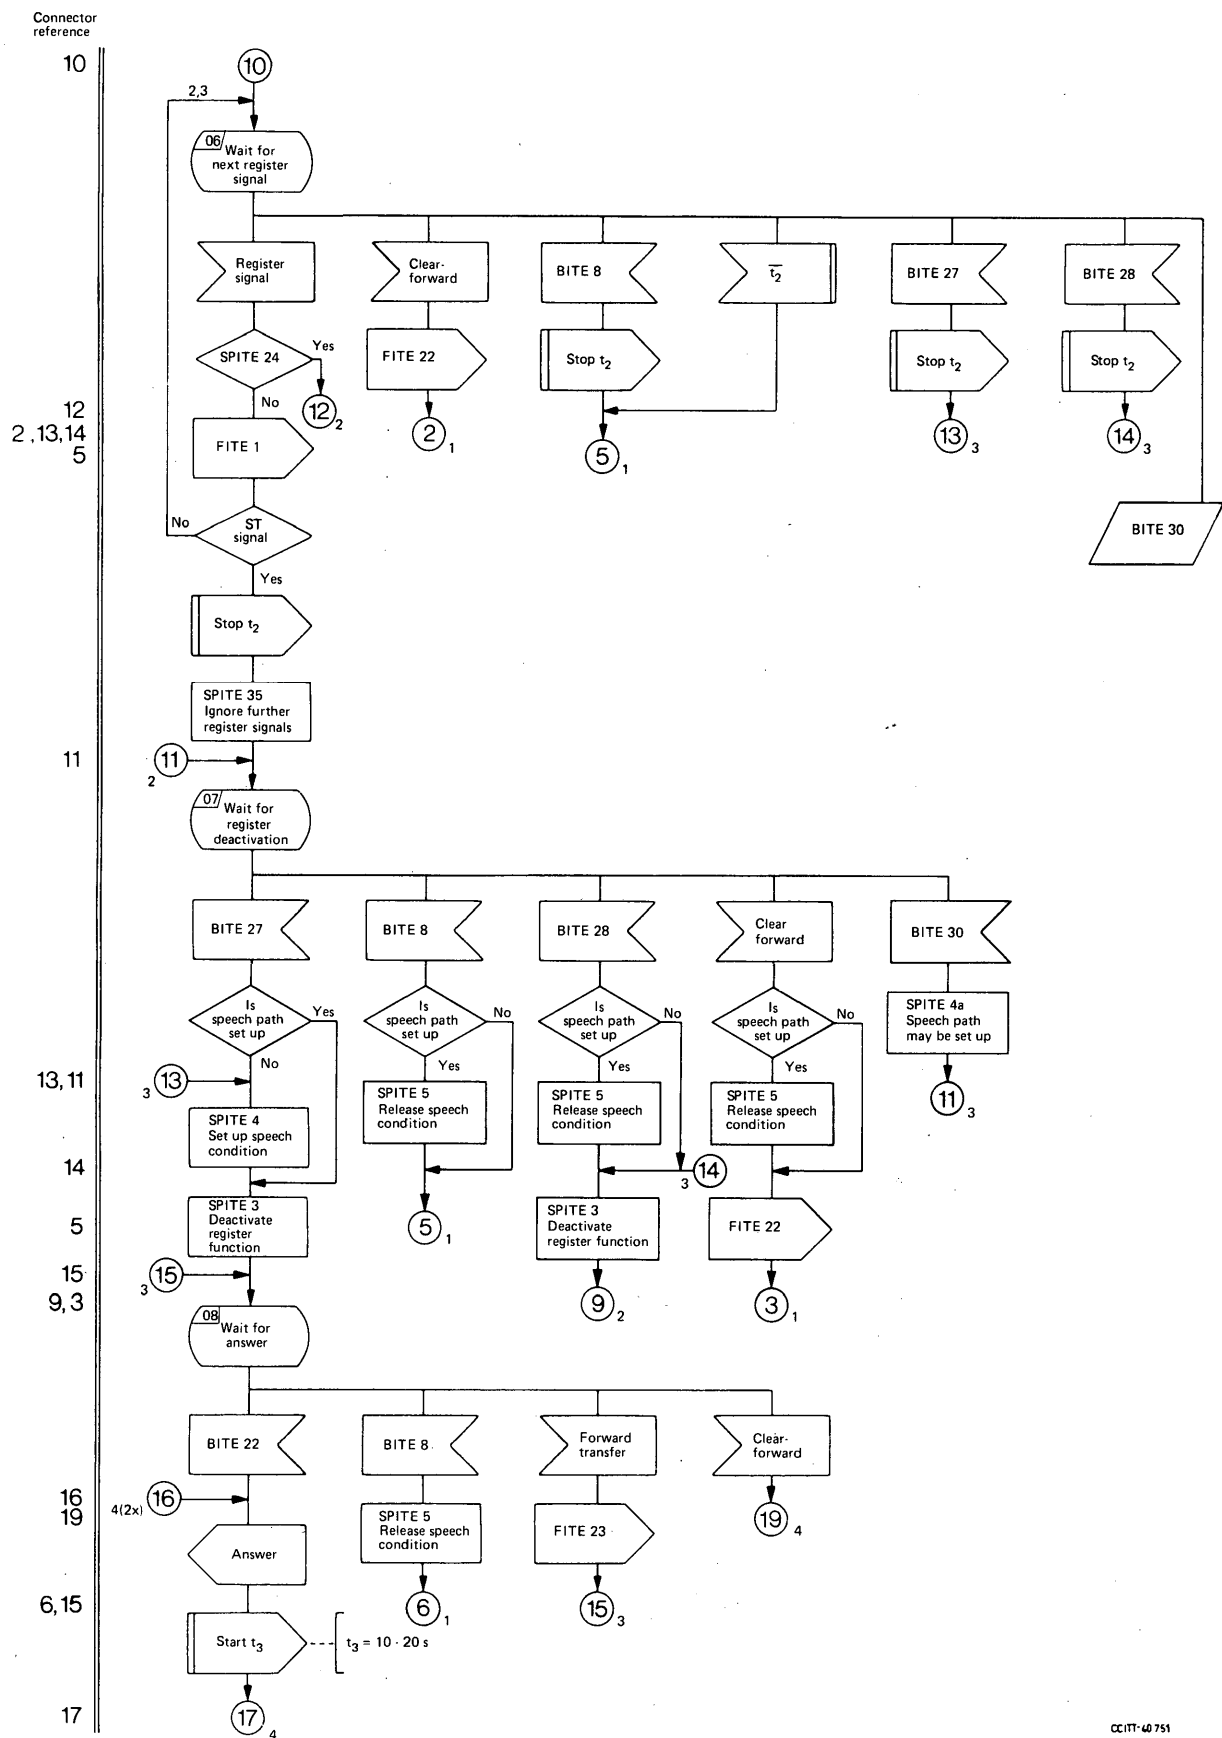 Connector
reference
10
10
2,3
06
Wait for
next register
signal
Register
signal
Clear-
forward
BITE 8
t2
BITE 27
BITE 28
SPITE 24
Yes
FITE 22
Stop t2
Stop t2
Stop t2
No
12
12 2
2 ,13,14
FITE 1
2 1
5 1
13 3
14 3
5
BITE 30
No
ST
signal
Yes
Stop t2
SPITE 35
Ignore further
register signals
11
2 11
07
Wait for
register
deactivation
BITE 27
BITE 8
BITE 28
Clear
forward
BITE 30
Is
speech path
set up
Yes
Is
speech path
set up
No
Is
speech path
set up
No
Is
speech path
set up
No
SPITE 4a
Speech path
may be set up
No
Yes
Yes
Yes
13, 11
3 13
SPITE 5
Release speech
condition
SPITE 5
Release speech
condition
SPITE 5
Release speech
condition
11 3
SPITE 4
Set up speech
condition
14
3 14
SPITE 3
Deactivate
register
function
5
5 1
SPITE 3
Deactivate
register function
FITE 22
15
3 15
9,3
9 2
3 1
08
Wait for
answer
BITE 22
BITE 8
Forward
transfer
Clear-
forward
16
19
4(2x) 16
SPITE 5
Release speech
condition
FITE 23
19 4
Answer
6,15
6 1
15 3
Start t3
t3 = 10 - 20 s
17
17 4
CCITT-60 751